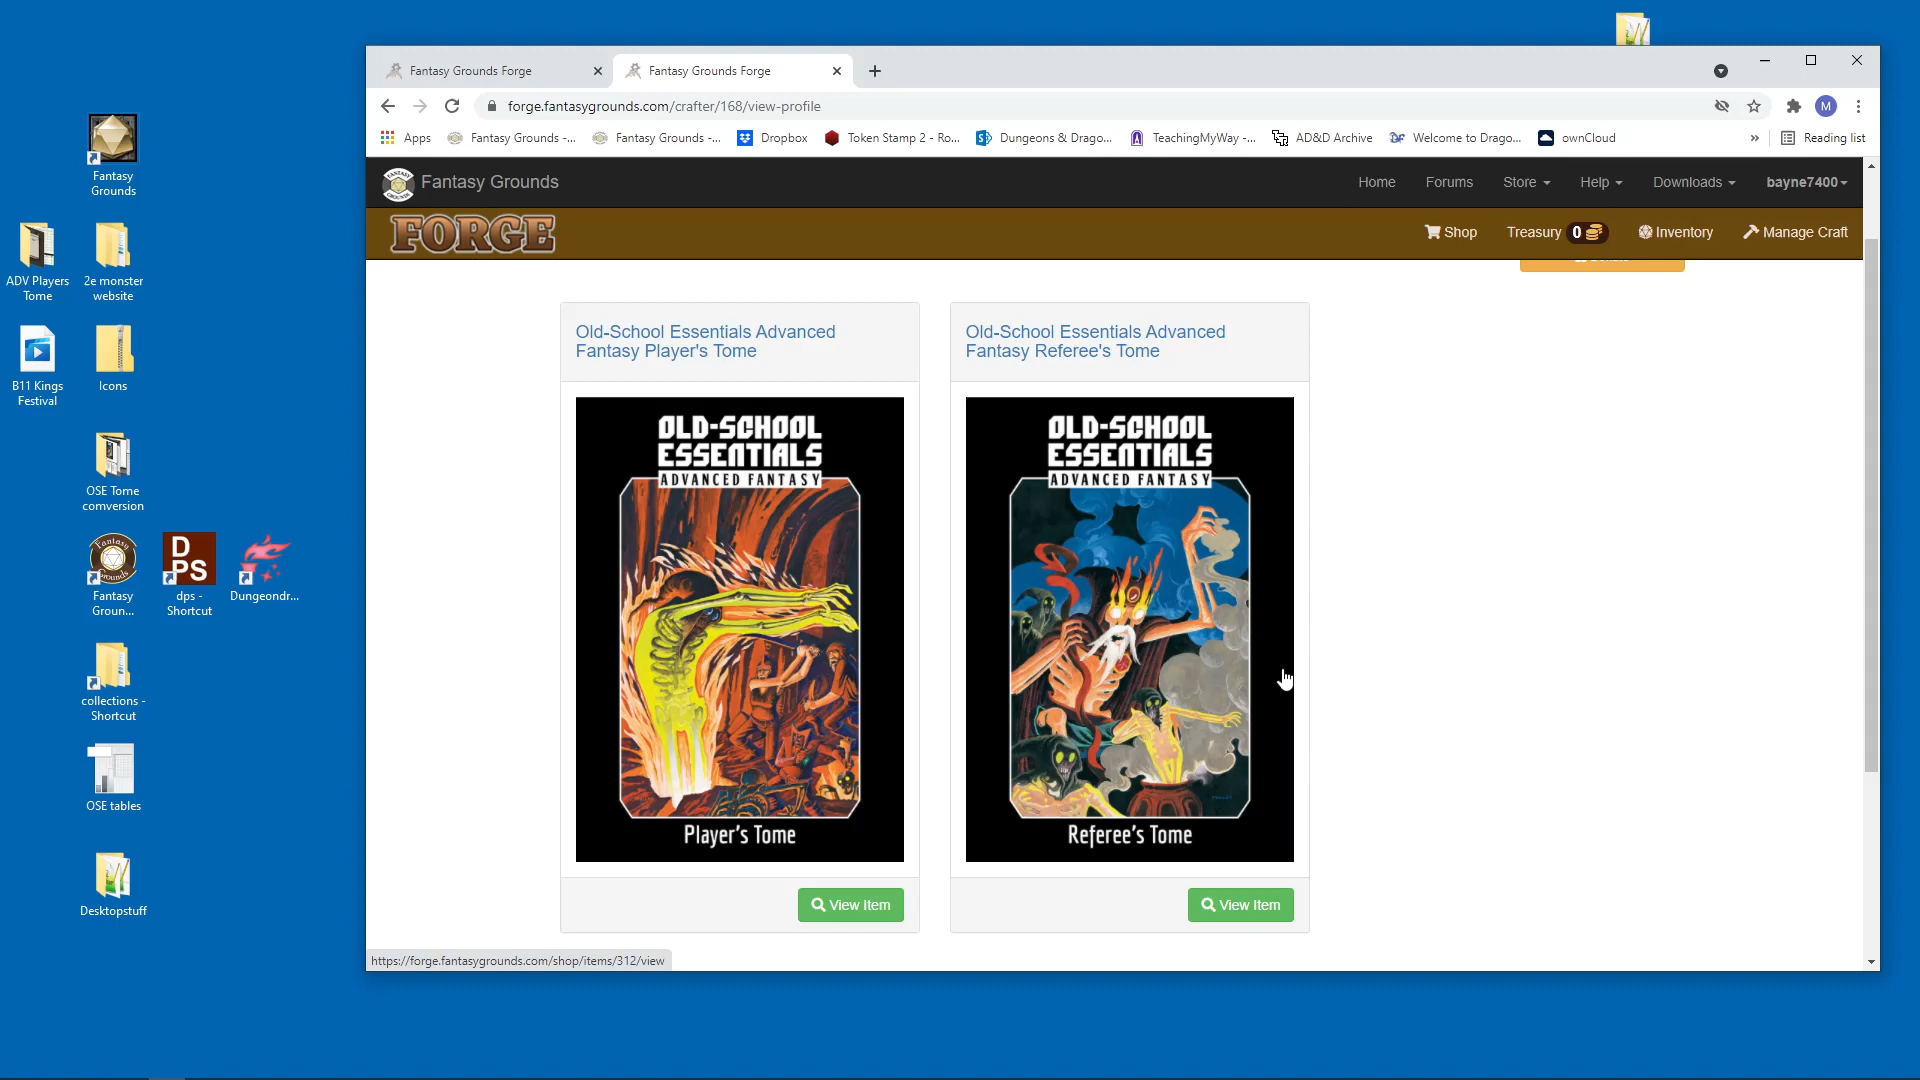 Fantasy Grounds Forge
Fantasy Grounds Forge
forge.fantasygrounds.com/crafter/168/view-profile
M
Apps
Fantasy Grounds -...
Fantasy Grounds -...
Dropbox
Token Stamp 2 - Ro...
Dungeons & Drago...
TeachingMyWay -...
AD&D Archive
Welcome to Drago...
ownCloud
»
Reading list
Fantasy Grounds
Home
Forums
Store
Help
Downloads
bayne7400
FORGE
Shop
Treasury 0
Inventory
Manage Craft
Old-School Essentials Advanced
Fantasy Player's Tome
OLD-SCHOOL
ESSENTIALS
ADVANCED FANTASY
Player's Tome
View Item
Old-School Essentials Advanced
Fantasy Referee's Tome
OLD-SCHOOL
ESSENTIALS
ADVANCED FANTASY
Referee's Tome
View Item
https://forge.fantasygrounds.com/shop/items/312/view
Fantasy
Grounds
ADV Players
Tome
2e monster
website
B11 Kings
Festival
Icons
OSE Tome
comversion
Fantasy
Groun...
D
PS
dps -
Shortcut
Dungeondr...
collections -
Shortcut
OSE tables
Desktopstuff